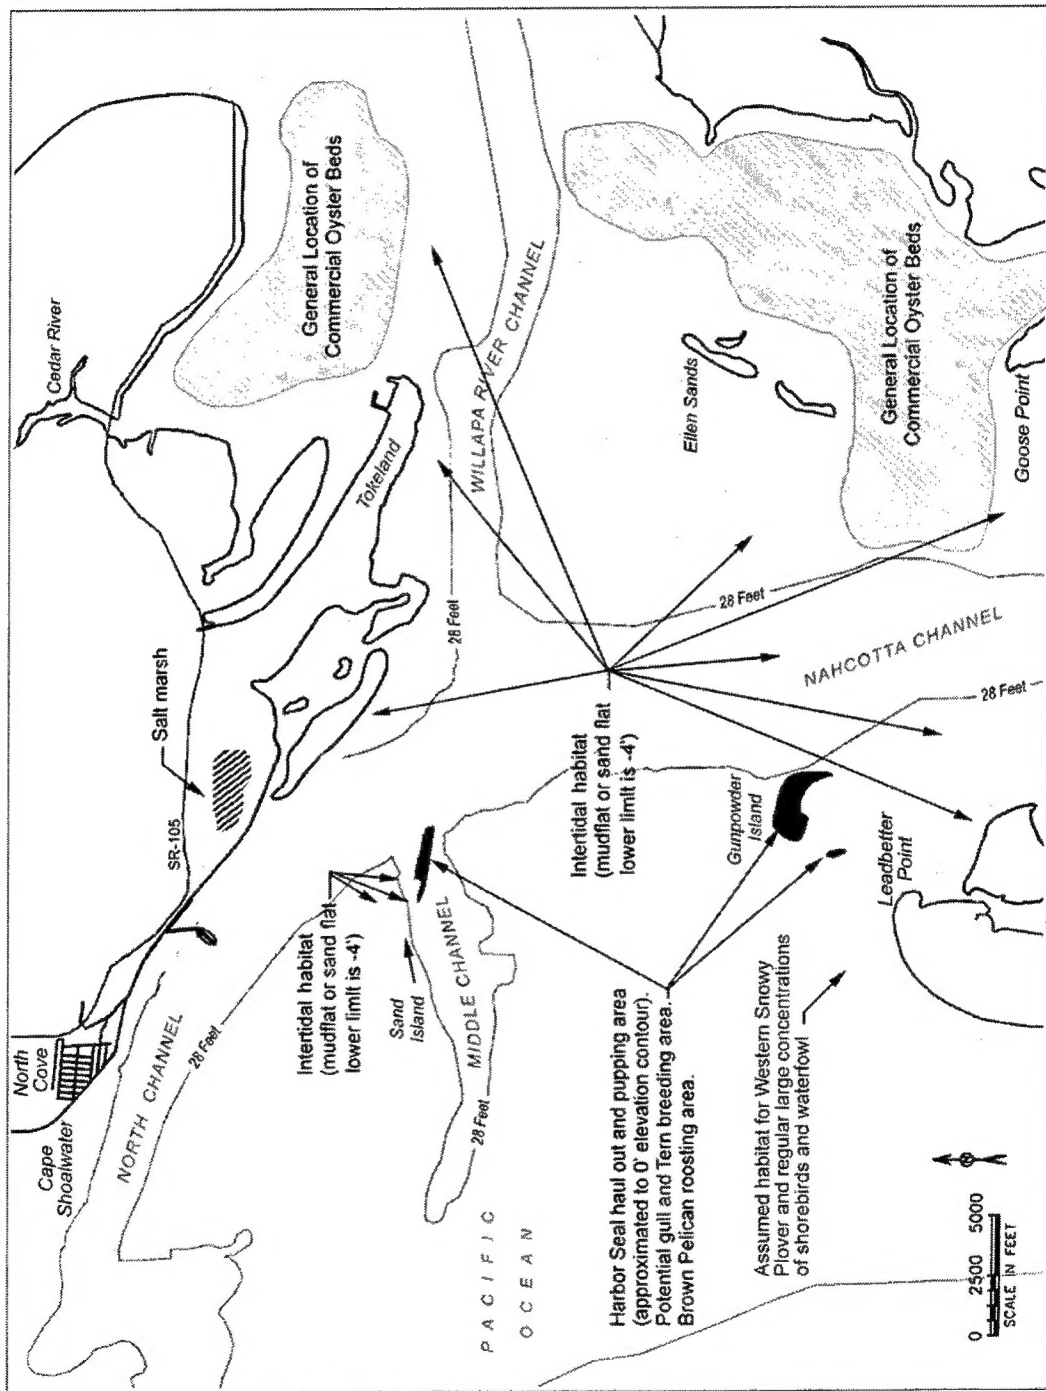 North
Cove
Cape
Shoalwater
NORTH CHANNEL
28 Feet
SR-105
Salt marsh
Cedar River
Tokeland
General Location of
Commercial Oyster Beds
Intertidal habitat
(mudflat or sand flat
lower limit is -4')
Sand
Island
MIDDLE CHANNEL
28 Feet
28 Feet
WILLAPA RIVER CHANNEL
PACIFIC
OCEAN
Intertidal habitat
(mudflat or sand flat
lower limit is -4')
Ellen Sands
General Location of
Commercial Oyster Beds
Goose Point
28 Feet
NAHCOTTA CHANNEL
28 Feet
Gunpowder
Island
Leadbetter
Point
Harbor Seal haul out and pupping area
(approximated to 0' elevation contour).
Potential gull and Tern breeding area.
Brown Pelican roosting area.
Assumed habitat for Western Snowy
Plover and regular large concentrations
of shorebirds and waterfowl
N
0 2500 5000
SCALE IN FEET